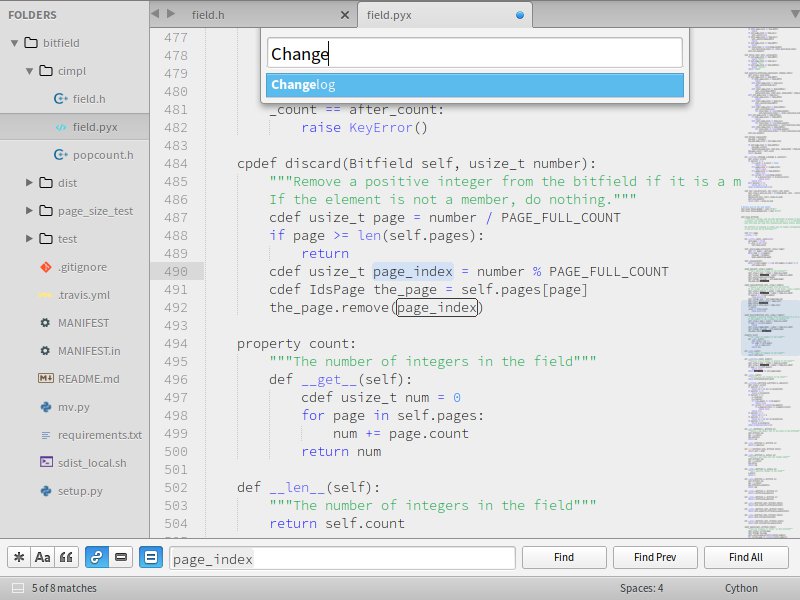 FOLDERS
bitfield
cimpl
field.h
field.pyx
popcount.h
dist
page_size_test
test
.gitignore
.travis.yml
MANIFEST
MANIFEST.in
README.md
mv.py
requirements.txt
sdist_local.sh
setup.py
field.h
field.pyx
Change
Changelog
477
478
479
480
481 _count == after_count:
482 raise KeyError()
483
484 cpdef discard(Bitfield self, usize_t number):
485 """Remove a positive integer from the bitfield if it is a m
486 If the element is not a member, do nothing."""
487 cdef usize_t page = number / PAGE_FULL_COUNT
488 if page >= len(self.pages):
489 return
490 cdef usize_t page_index = number % PAGE_FULL_COUNT
491 cdef IdsPage the_page = self.pages[page]
492 the_page.remove(page_index)
493
494 property count:
495 """The number of integers in the field"""
496 def __get__(self):
497 cdef usize_t num = 0
498 for page in self.pages:
499 num += page.count
500 return num
501
502 def __len__(self):
503 """The number of integers in the field"""
504 return self.count
Aa
page_index
Find
Find Prev
Find All
5 of 8 matches
Spaces: 4
Cython